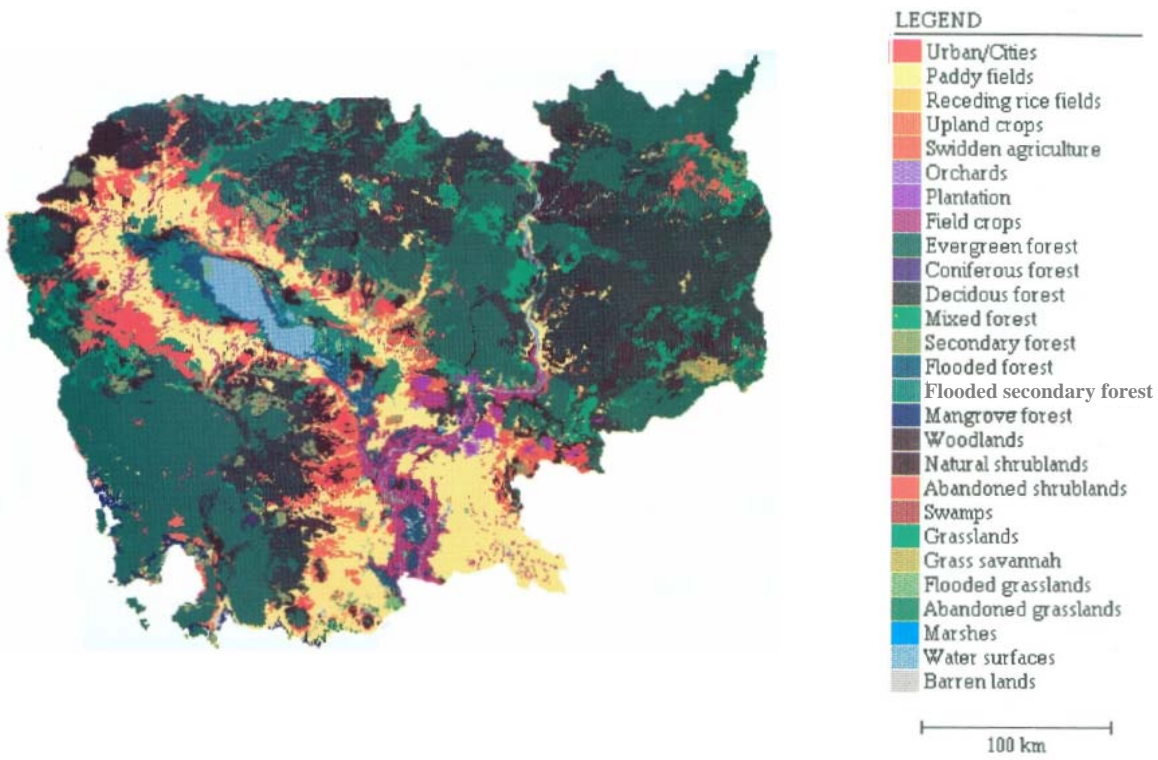 LEGEND
Urban/Cities
Paddy fields
Receding rice fields
Upland crops
Swidden agriculture
Orchards
Plantation
Field crops
Evergreen forest
Coniferous forest
Decidous forest
Mixed forest
Secondary forest
Flooded forest
Flooded secondary forest
Mangrove forest
Woodlands
Natural shrublands
Abandoned shrublands
Swamps
Grasslands
Grass savannah
Flooded grasslands
Abandoned grasslands
Marshes
Water surfaces
Barren lands
100 km